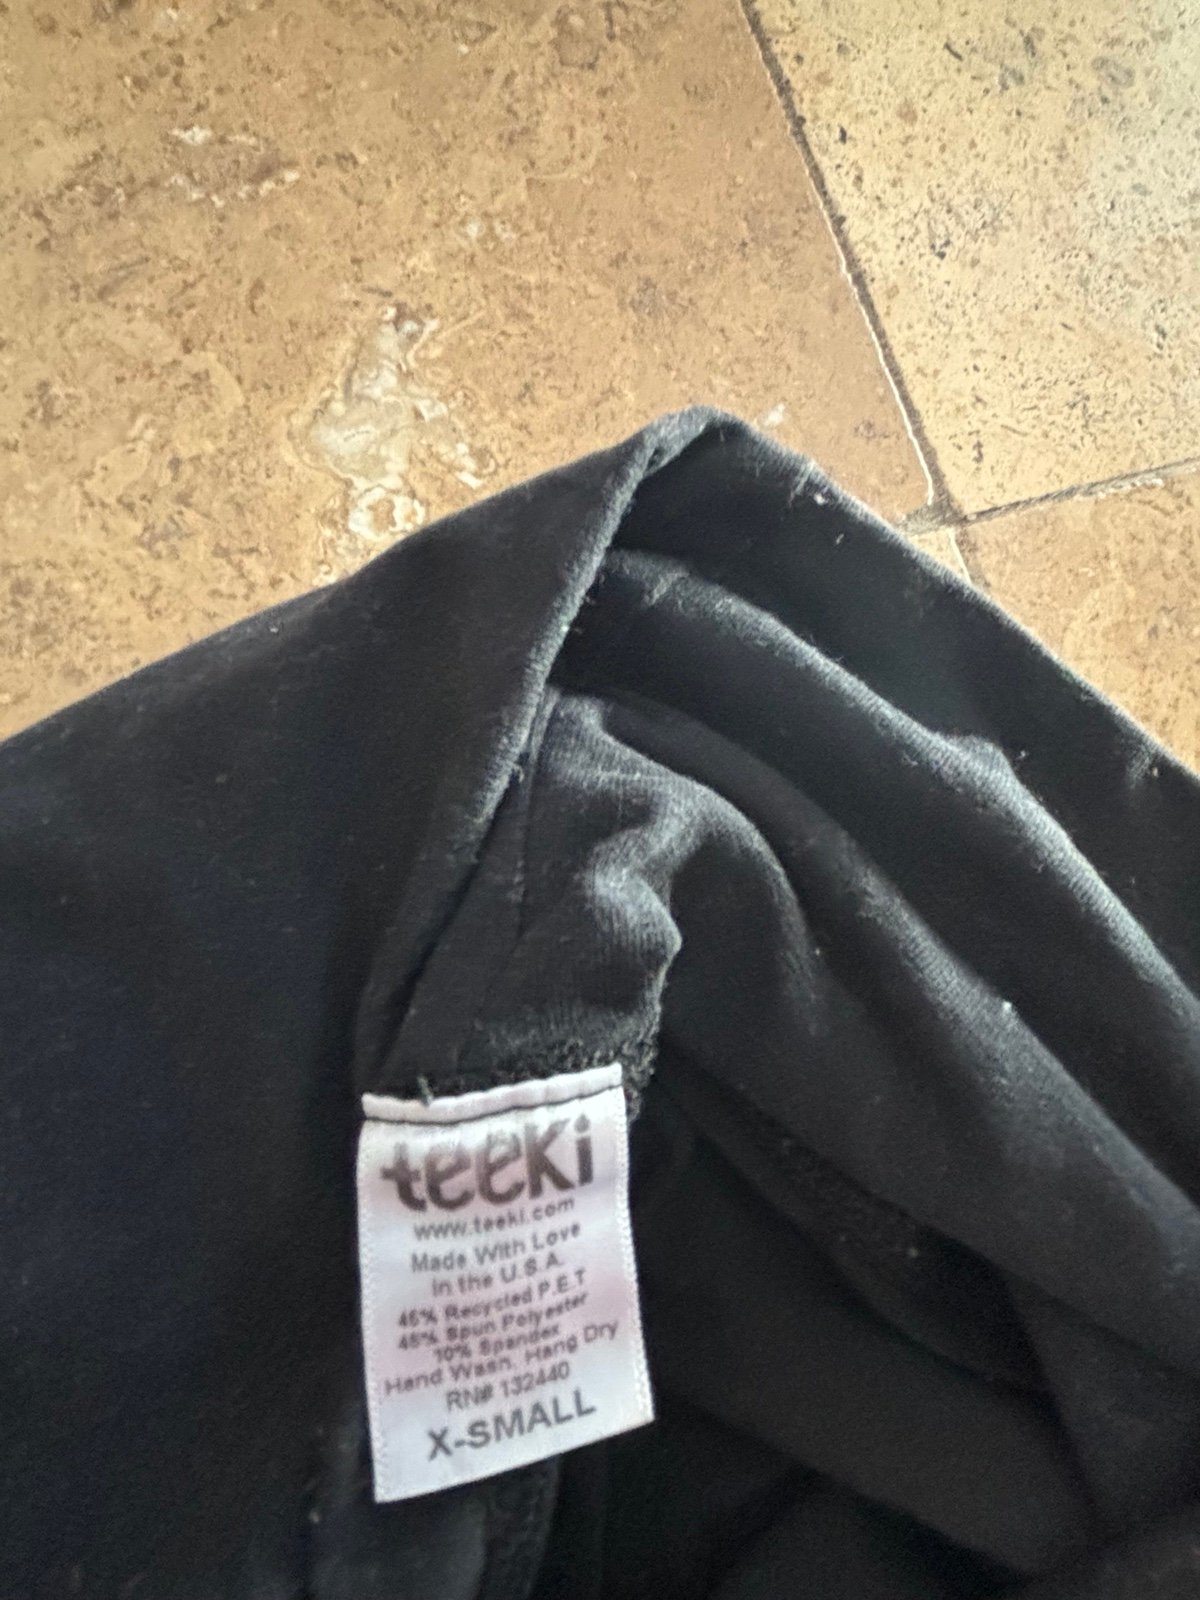 teeki
www.teeki.com
Made With Love
In the U.S.A.
45% Recycled P.E.T
45% Spun Polyester
10% Spandex
Hand Wash. Hang Dry
RN# 132440
X-SMALL